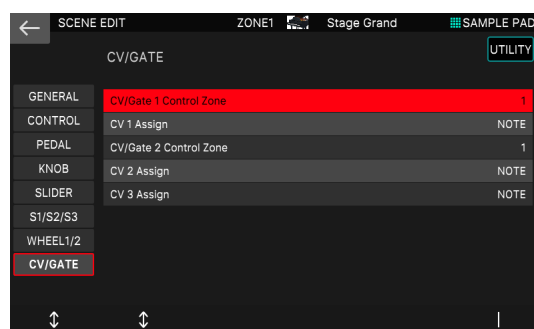 SCENE EDIT ZONE1 Stage Grand SAMPLE PAD
CV/GATE UTILITY
GENERAL
CONTROL
PEDAL
KNOB
SLIDER
S1/S2/S3
WHEEL1/2
CV/GATE
CV/Gate 1 Control Zone 1
CV 1 Assign NOTE
CV/Gate 2 Control Zone 1
CV 2 Assign NOTE
CV 3 Assign NOTE